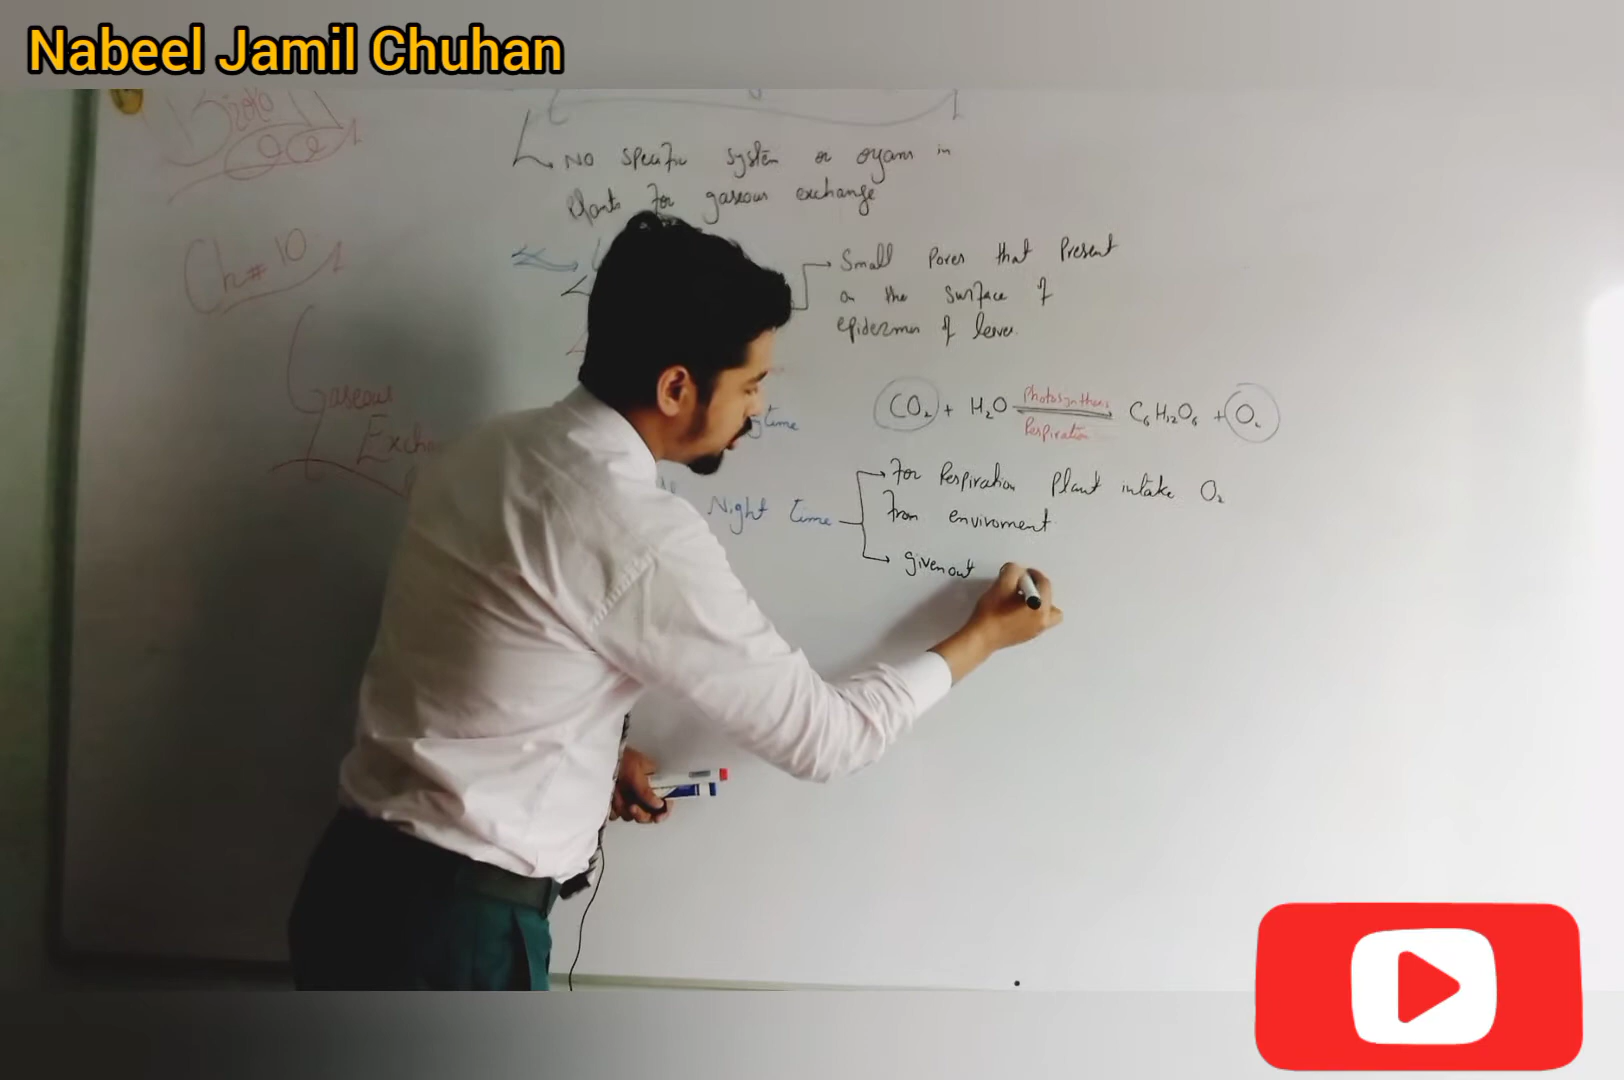 Nabeel Jamil Chuhan
No specific system or organs in
Plants for gaseous exchange
Ch# 10
Small Pores that Present
on the surface of
epidermis of leaves.
Gaseous
CO₂ + H₂O Photosynthesis C₆H₁₂O₆ + O₂
Respiration
time
Night time
For Respiration Plant intake O₂
from enviroment
given out